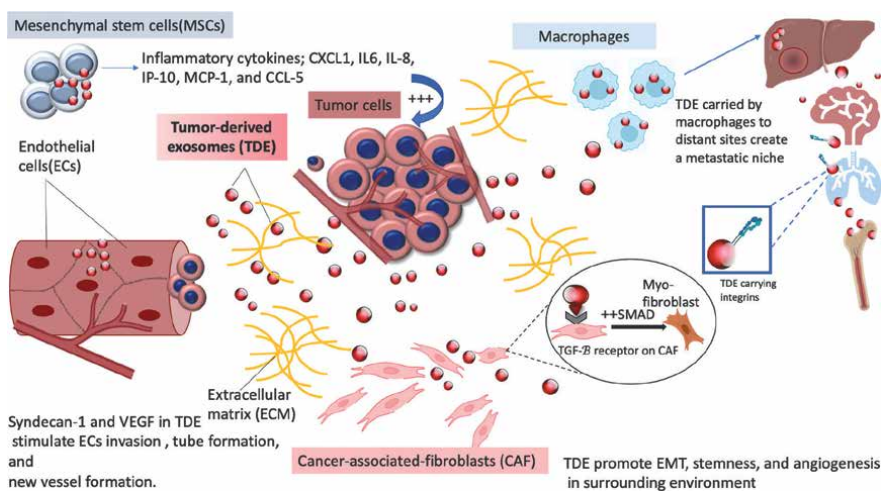 Mesenchymal stem cells(MSCs)
Inflammatory cytokines; CXCL1, IL6, IL-8,
IP-10, MCP-1, and CCL-5
Macrophages
Tumor cells
+++
TDE carried by
macrophages to
distant sites create
a metastatic niche
Tumor-derived
exosomes (TDE)
Endothelial
cells(ECs)
TDE carrying
integrins
Myo-
fibroblast
++SMAD
TGF-ℬ receptor on CAF
Extracellular
matrix (ECM)
Syndecan-1 and VEGF in TDE
stimulate ECs invasion , tube formation,
and
new vessel formation.
Cancer-associated-fibroblasts (CAF)
TDE promote EMT, stemness, and angiogenesis
in surrounding environment